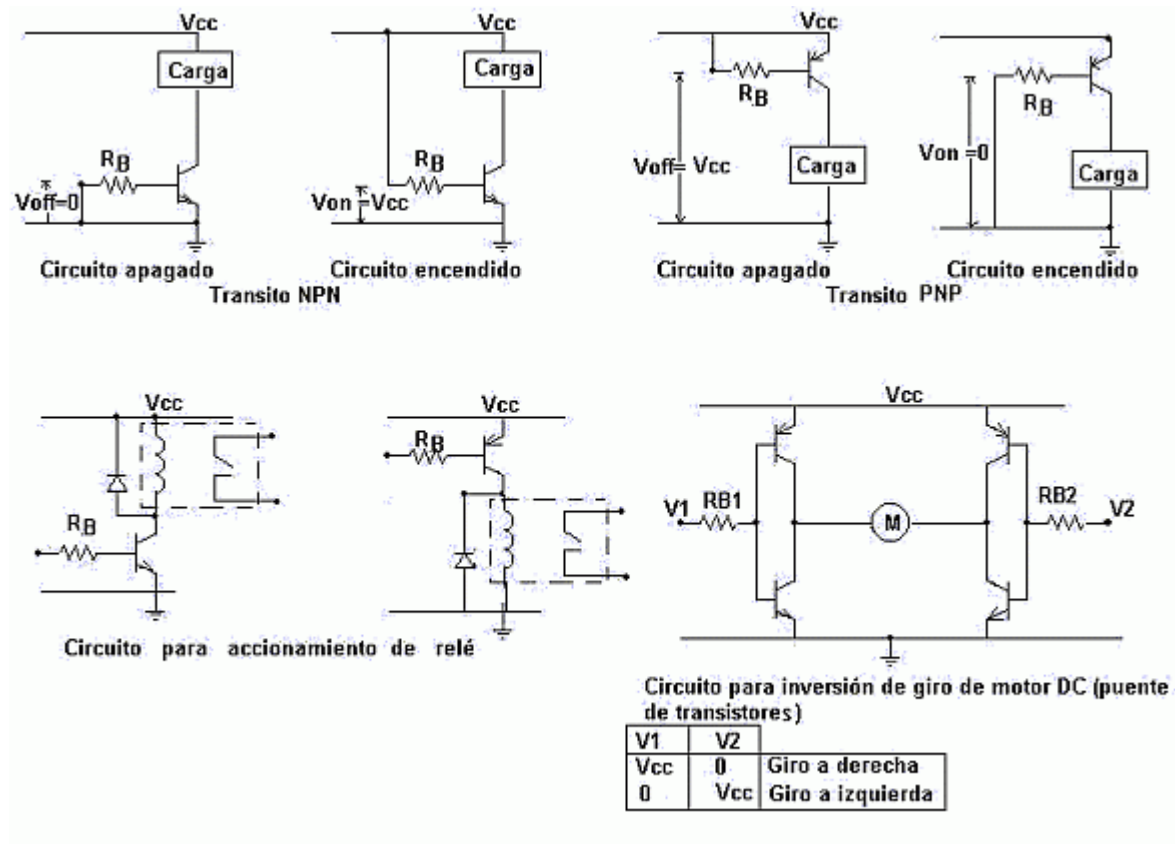 Vcc
Carga
RB
Voff=0
Circuito apagado
Vcc
Carga
RB
Von =Vcc
Circuito encendido
Transito NPN
Vcc
RB
Voff= Vcc
Carga
Circuito apagado
RB
Von =0
Carga
Circuito encendido
Transito PNP
Vcc
RB
Vcc
RB
Circuito para accionamiento de relé
Vcc
V1
RB1
M
RB2
V2
Circuito para inversión de giro de motor DC (puente
de transistores)
V1 V2
Vcc 0 Giro a derecha
0 Vcc Giro a izquierda